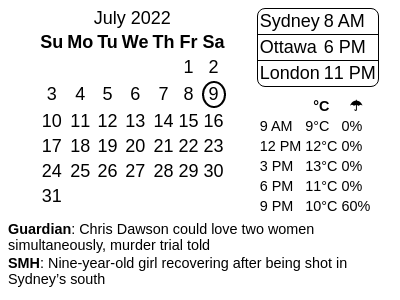 July 2022
Su Mo Tu We Th Fr Sa
1 2
3 4 5 6 7 8 9
10 11 12 13 14 15 16
17 18 19 20 21 22 23
24 25 26 27 28 29 30
31
Sydney 8 AM
Ottawa 6 PM
London 11 PM
°C ☂
9 AM 9°C 0%
12 PM 12°C 0%
3 PM 13°C 0%
6 PM 11°C 0%
9 PM 10°C 60%
Guardian: Chris Dawson could love two women
simultaneously, murder trial told
SMH: Nine-year-old girl recovering after being shot in
Sydney’s south